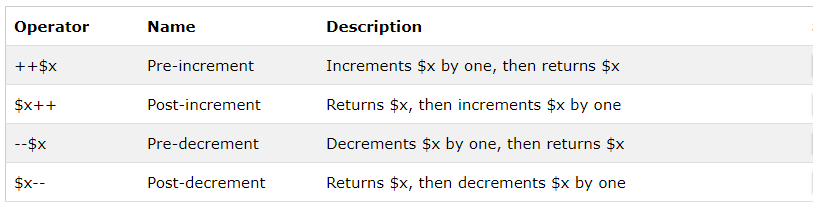 Operator Name Description
++$x Pre-increment Increments $x by one, then returns $x
$x++ Post-increment Returns $x, then increments $x by one
--$x Pre-decrement Decrements $x by one, then returns $x
$x-- Post-decrement Returns $x, then decrements $x by one